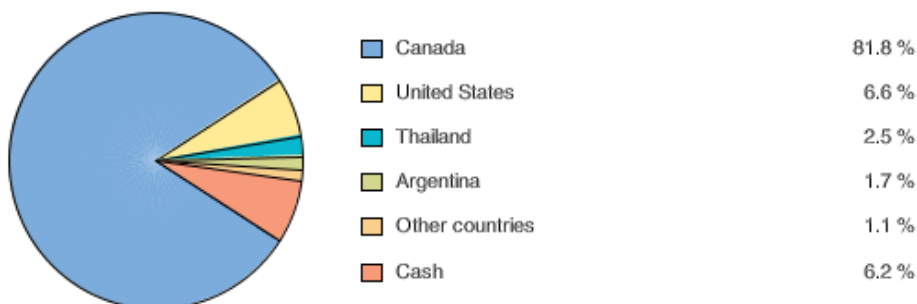 Canada 81.8 %
United States 6.6 %
Thailand 2.5 %
Argentina 1.7 %
Other countries 1.1 %
Cash 6.2 %